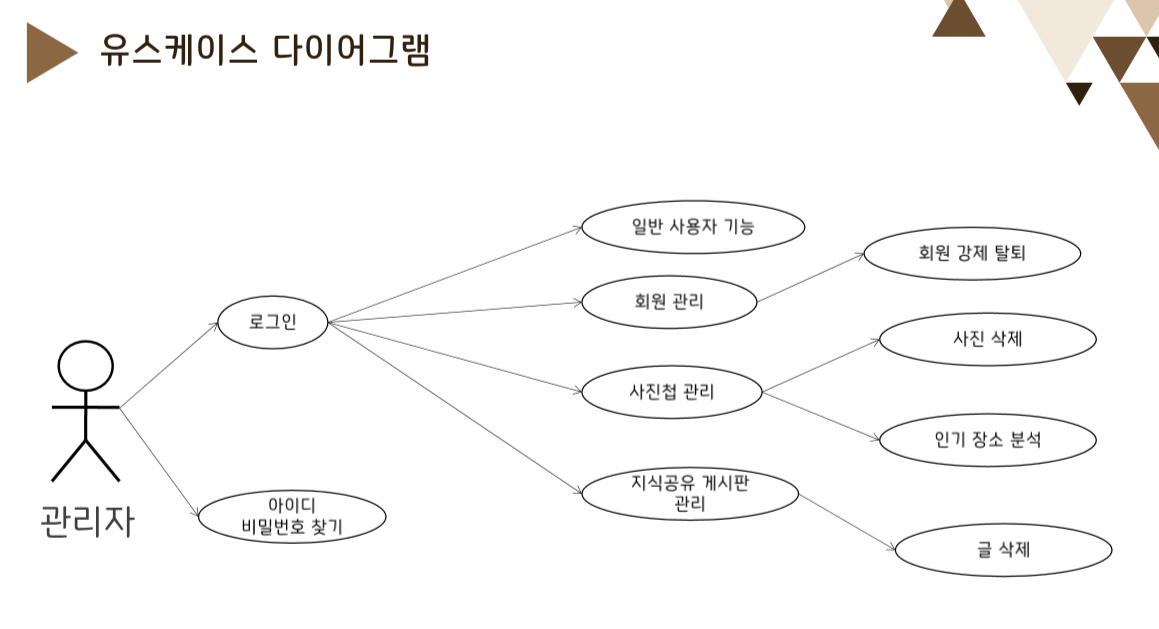 유스케이스 다이어그램
일반 사용자 기능
회원 강제 탈퇴
회원 관리
로그인
사진 삭제
사진첩 관리
인기 장소 분석
지식공유 게시판
관리
관리자
아이디
비밀번호 찾기
글 삭제